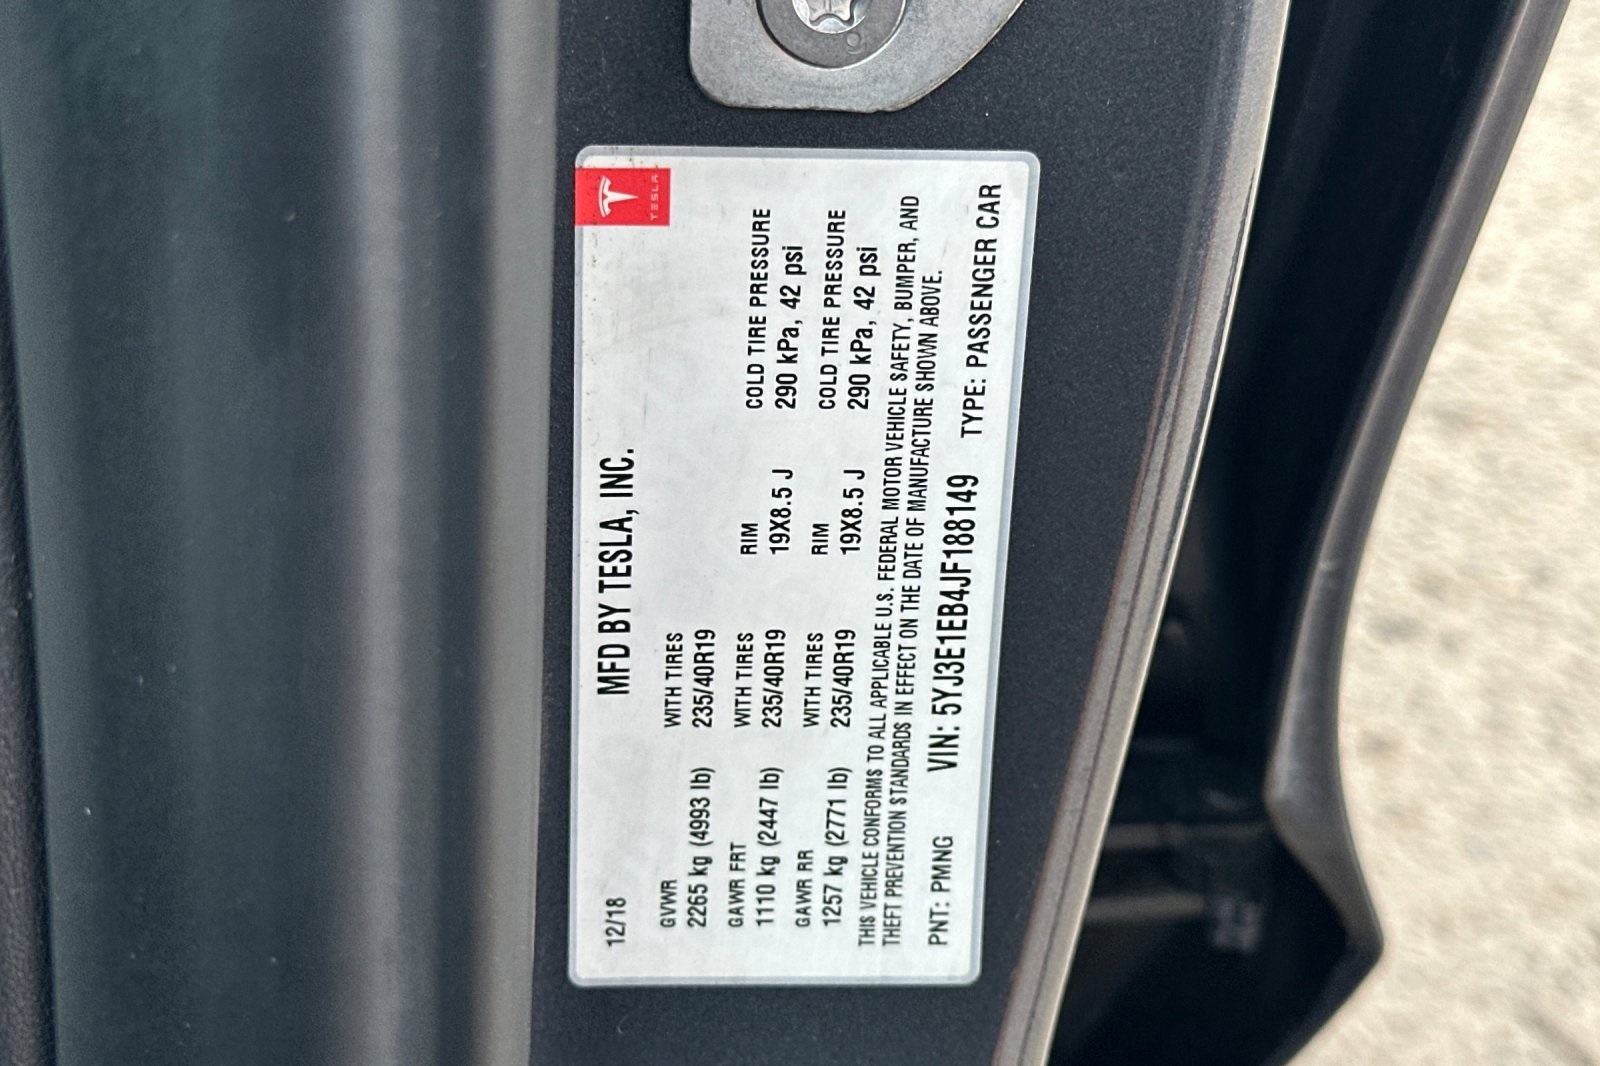 TESLA
MFD BY TESLA, INC.
12/18
GVWR WITH TIRES
2265 kg (4993 lb) 235/40R19
GAWR FRT WITH TIRES RIM COLD TIRE PRESSURE
1110 kg (2447 lb) 235/40R19 19X8.5 J 290 kPa, 42 psi
GAWR RR WITH TIRES RIM COLD TIRE PRESSURE
1257 kg (2771 lb) 235/40R19 19X8.5 J 290 kPa, 42 psi
THIS VEHICLE CONFORMS TO ALL APPLICABLE U.S. FEDERAL MOTOR VEHICLE SAFETY, BUMPER, AND
THEFT PREVENTION STANDARDS IN EFFECT ON THE DATE OF MANUFACTURE SHOWN ABOVE.
PNT: PMNG VIN: 5YJ3E1EB4JF188149 TYPE: PASSENGER CAR
9